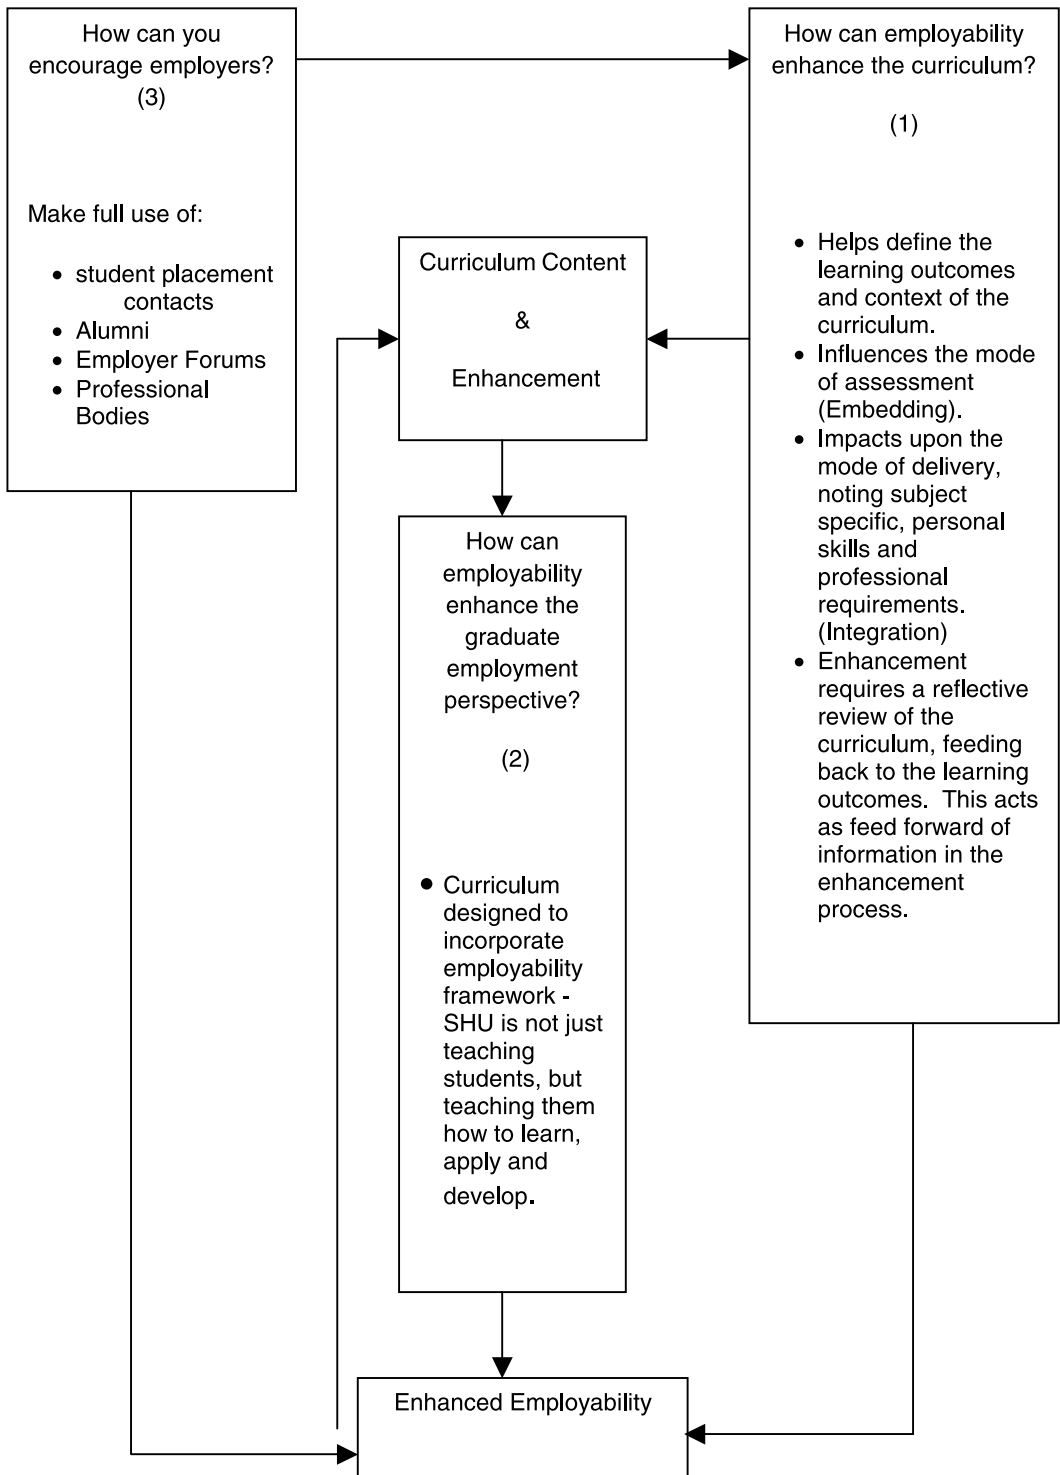 How can you
encourage employers?
(3)
Make full use of:
• student placement
contacts
• Alumni
• Employer Forums
• Professional
Bodies
How can employability
enhance the curriculum?
(1)
• Helps define the
learning outcomes
and context of the
curriculum.
• Influences the mode
of assessment
(Embedding).
• Impacts upon the
mode of delivery,
noting subject
specific, personal
skills and
professional
requirements.
(Integration)
• Enhancement
requires a reflective
review of the
curriculum, feeding
back to the learning
outcomes.  This acts
as feed forward of
information in the
enhancement
process.
Curriculum Content
&
Enhancement
How can
employability
enhance the
graduate
employment
perspective?
(2)
• Curriculum
designed to
incorporate
employability
framework -
SHU is not just
teaching
students, but
teaching them
how to learn,
apply and
develop.
Enhanced Employability